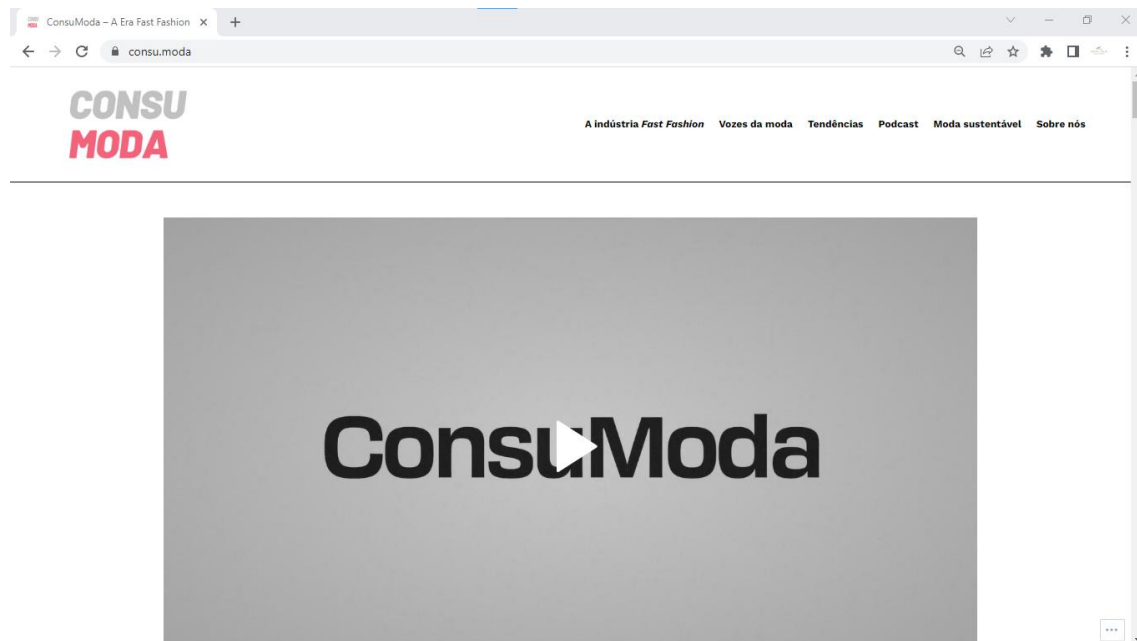 ConsuModa – A Era Fast Fashion
consu.moda
CONSU
MODA
A indústria Fast Fashion Vozes da moda Tendências Podcast Moda sustentável Sobre nós
ConsuModa